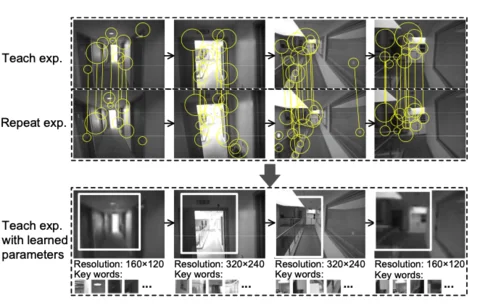 Teach exp.
Repeat exp.
Teach exp.
with learned
parameters
Resolution: 160×120
Key words:
...
Resolution: 320×240
Key words:
...
Resolution: 320×240
Key words:
...
Resolution: 160×120
Key words:
...